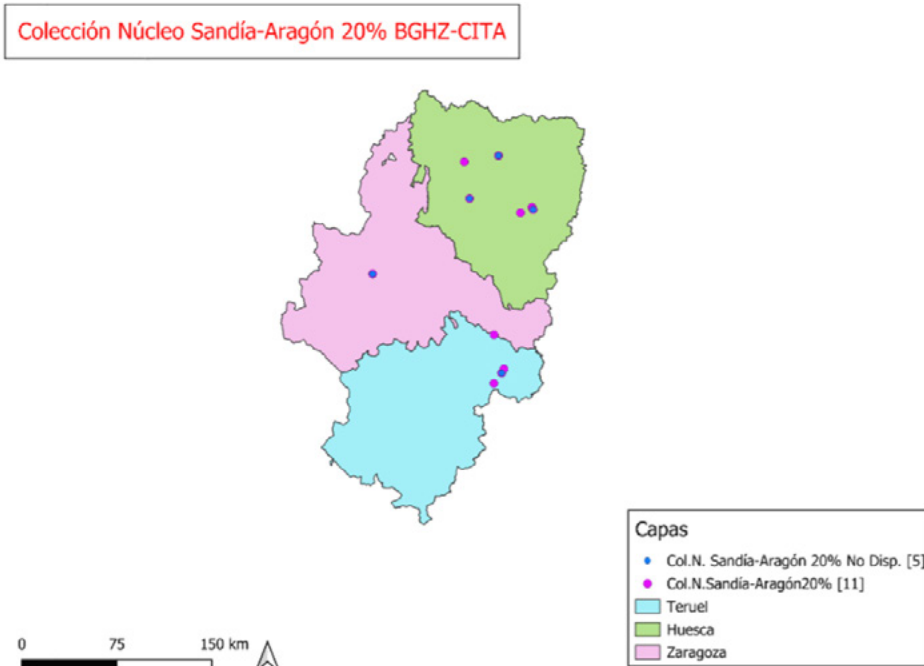 Colección Núcleo Sandía-Aragón 20% BGHZ-CITA
Capas
Col.N. Sandía-Aragón 20% No Disp. [5]
Col.N.Sandía-Aragón20% [11]
Teruel
Huesca
Zaragoza
0 75 150 km